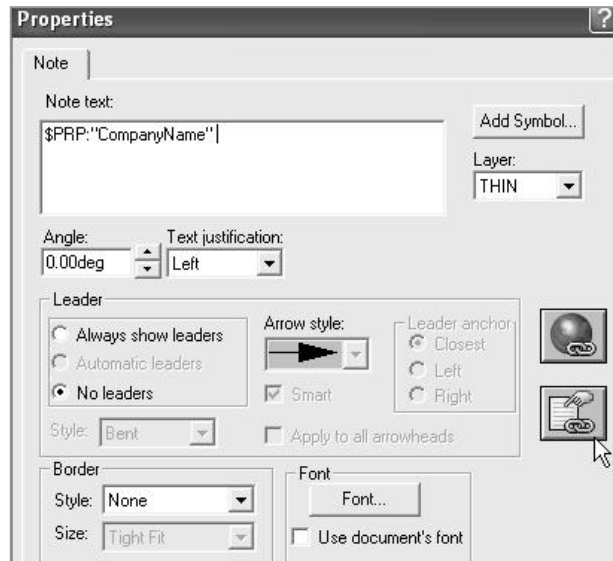 Properties
?
Note
Note text:
$PRP:"CompanyName"
Add Symbol...
Layer:
THIN
Angle:
Text justification:
0.00deg
Left
Leader
Always show leaders
Automatic leaders
No leaders
Style:
Bent
Arrow style:
Smart
Apply to all arrowheads
Leader anchor
Closest
Left
Right
Border
Style:
None
Size:
Tight Fit
Font
Font...
Use document's font